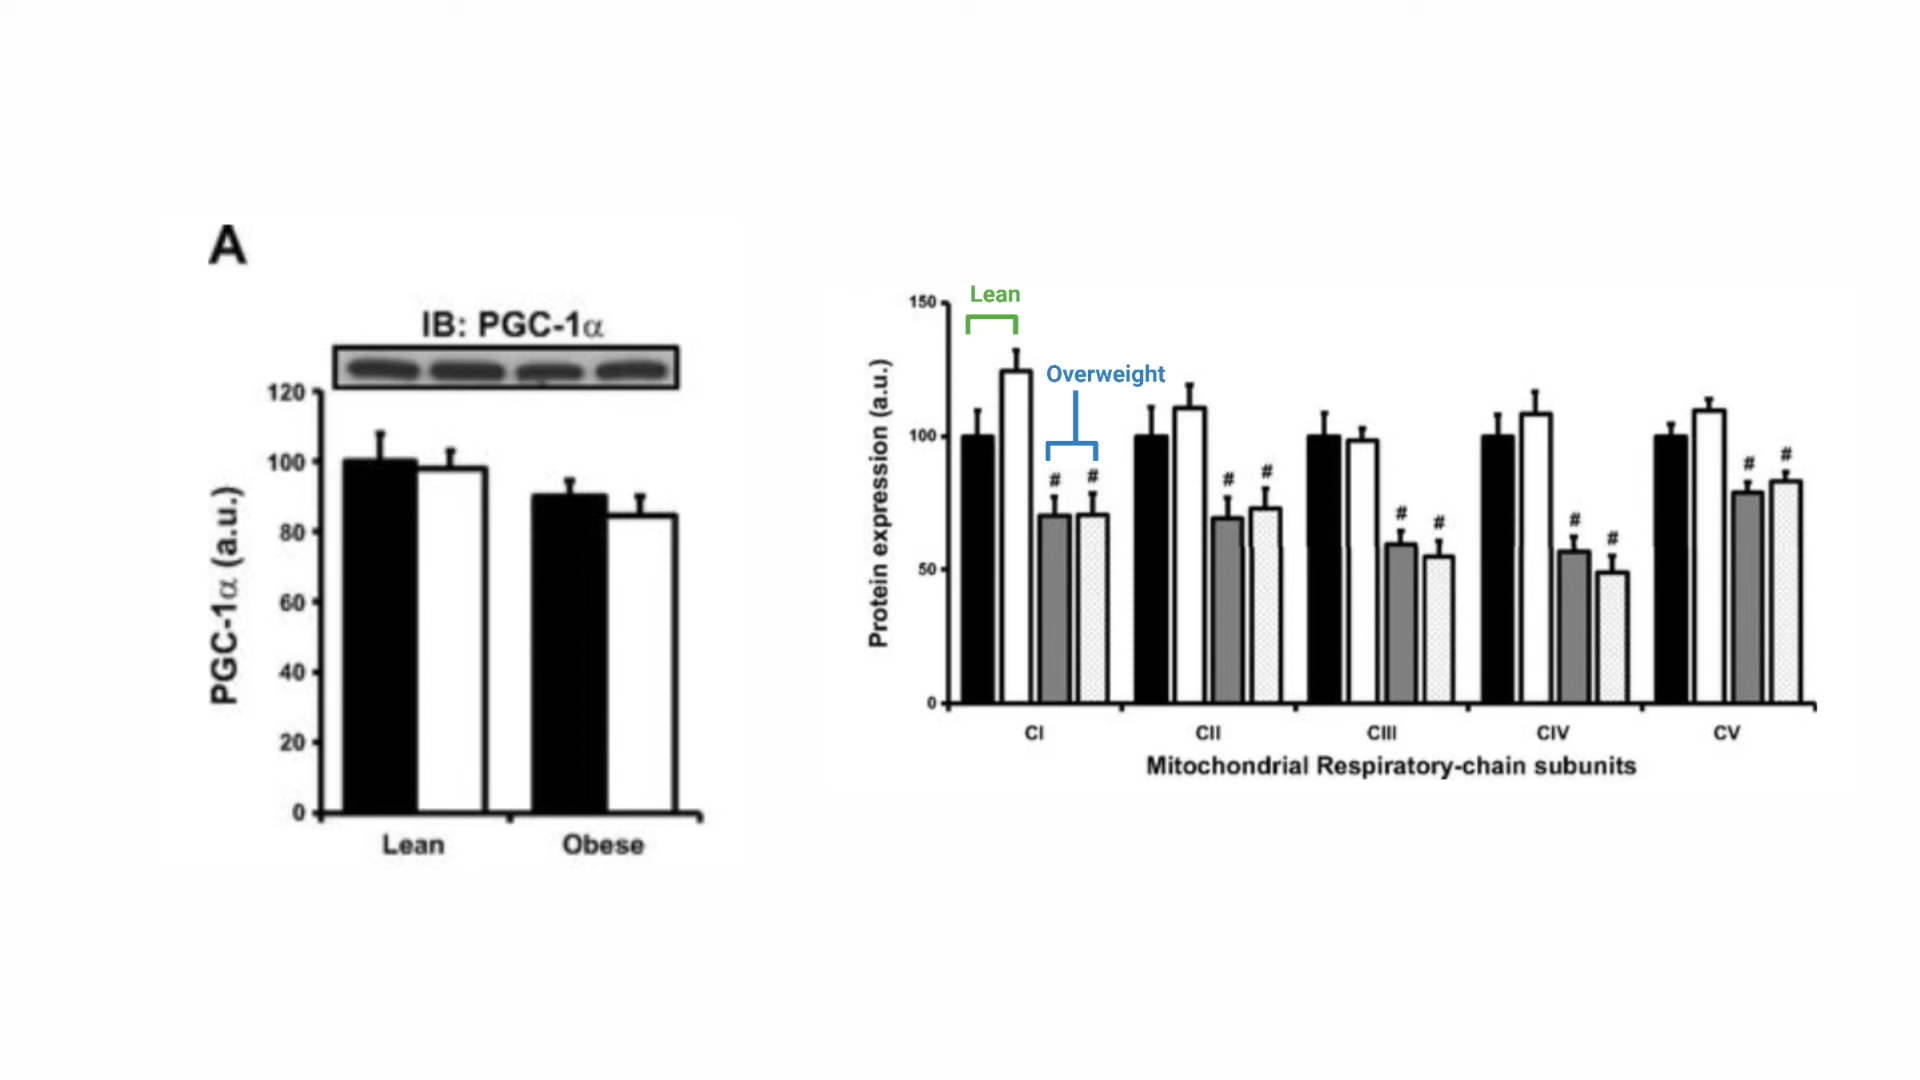 A
IB: PGC-1α
PGC-1α (a.u.)
120
100
80
60
40
20
0
Lean
Obese
Protein expression (a.u.)
150
100
50
0
Lean
Overweight
# #
# #
# #
# #
# #
CI
CII
CIII
CIV
CV
Mitochondrial Respiratory-chain subunits